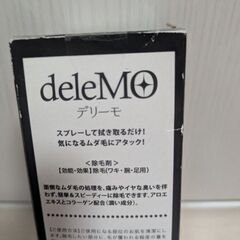 deleMO
デリーモ
スプレーして拭き取るだけ!
気になるムダ毛にアタック!
<除毛剤>
【効能・効果】除毛(ワキ・腕・足用)
面倒なムダ毛の処理を、痛みやイヤな臭いを伴
わず、簡単&スピーディーに除毛できます。アロエ
エキスとコラーゲン配合(潤い成分)。